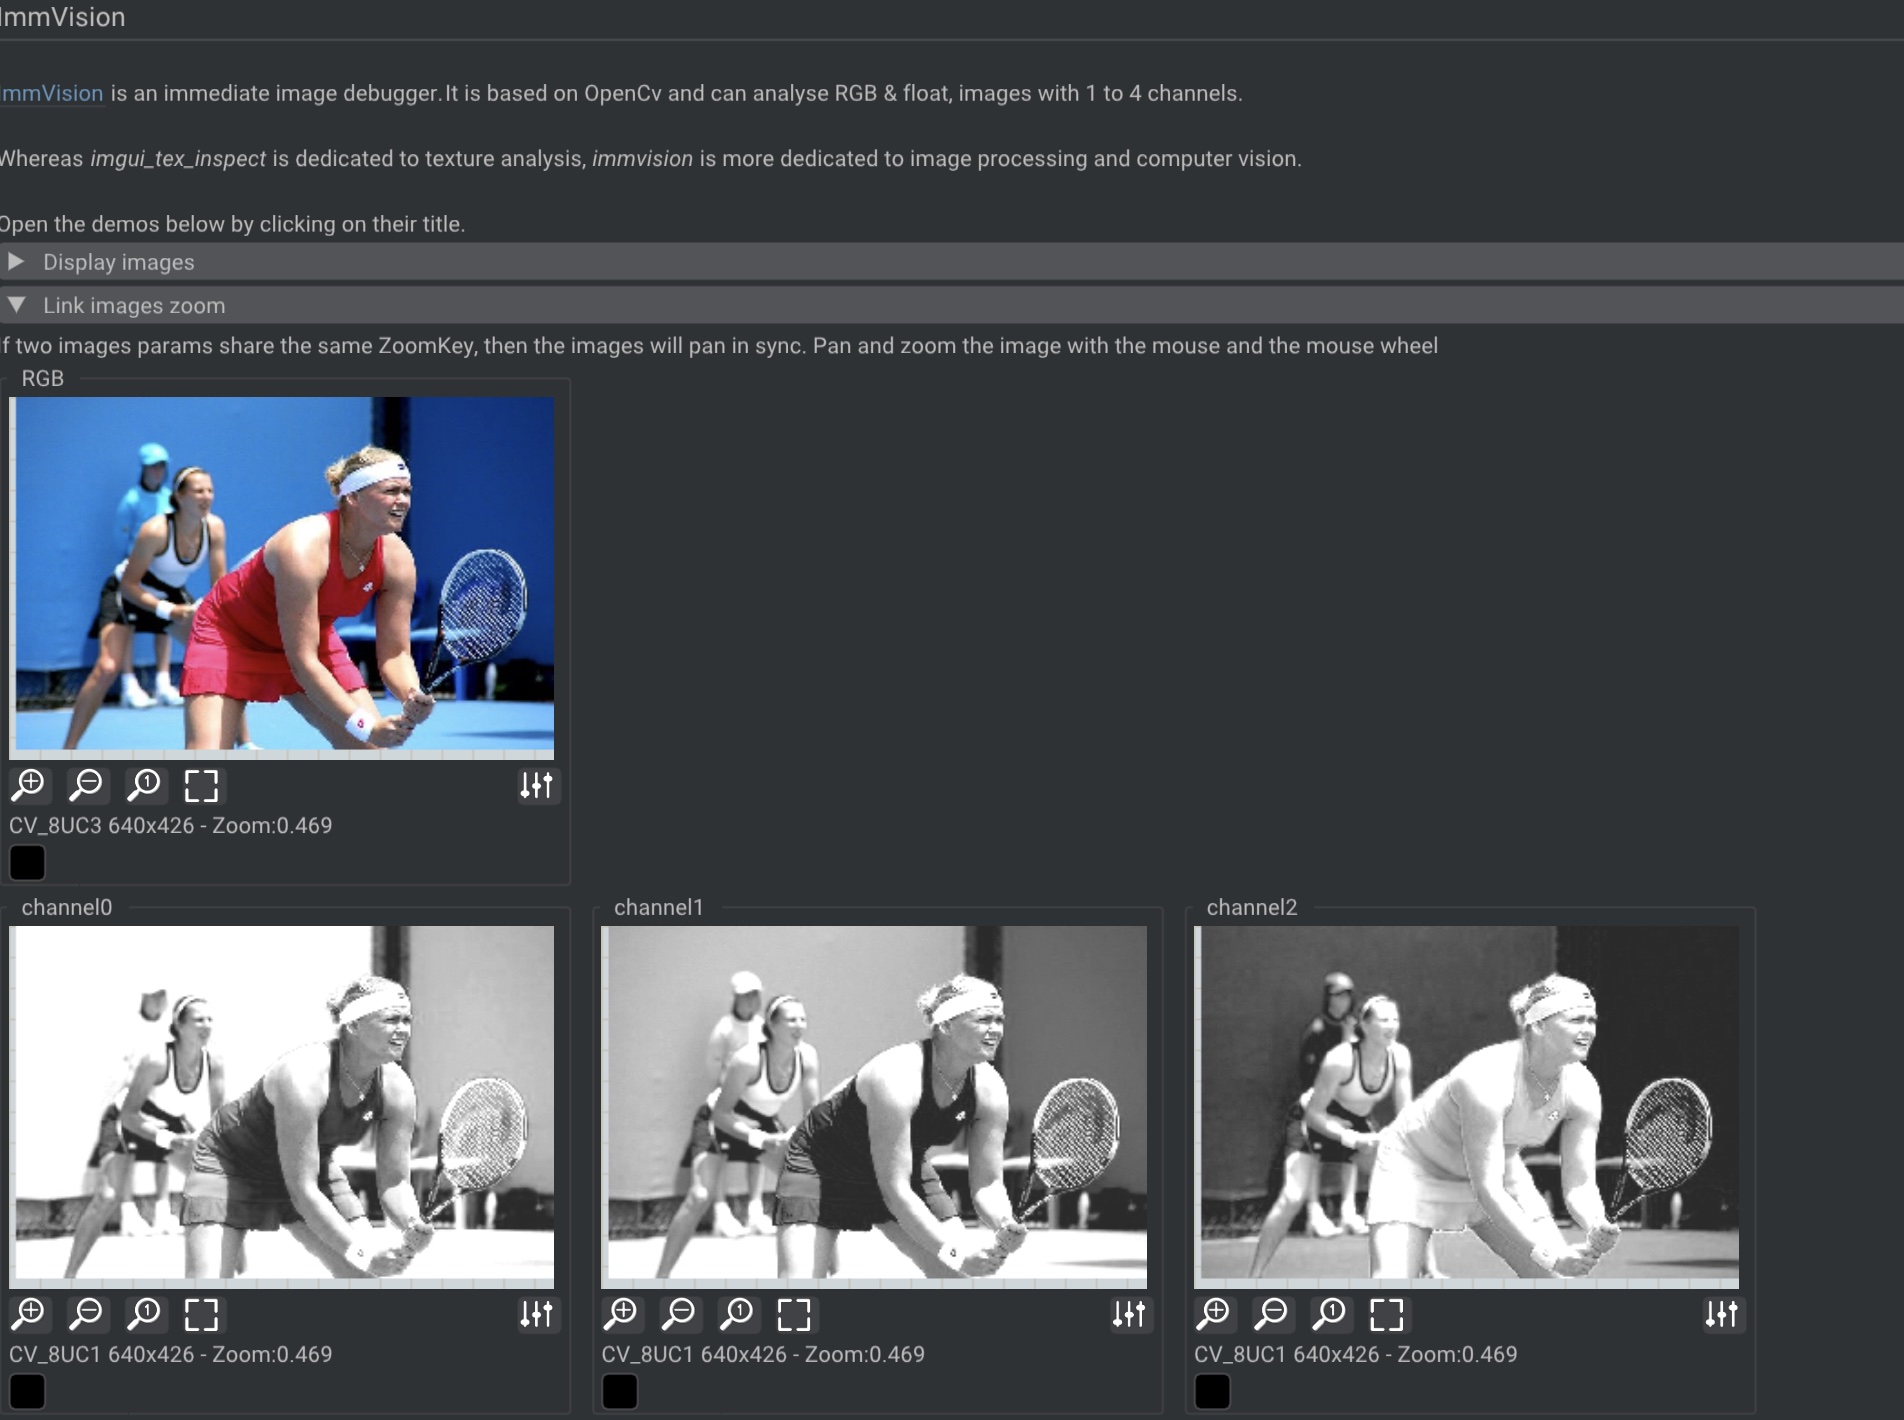 ImmVision
ImmVision is an immediate image debugger.It is based on OpenCv and can analyse RGB & float, images with 1 to 4 channels.
Whereas imgui_tex_inspect is dedicated to texture analysis, immvision is more dedicated to image processing and computer vision.
Open the demos below by clicking on their title.
Display images
Link images zoom
If two images params share the same ZoomKey, then the images will pan in sync. Pan and zoom the image with the mouse and the mouse wheel
RGB
CV_8UC3 640x426 - Zoom:0.469
channel0 channel1 channel2
CV_8UC1 640x426 - Zoom:0.469 CV_8UC1 640x426 - Zoom:0.469 CV_8UC1 640x426 - Zoom:0.469